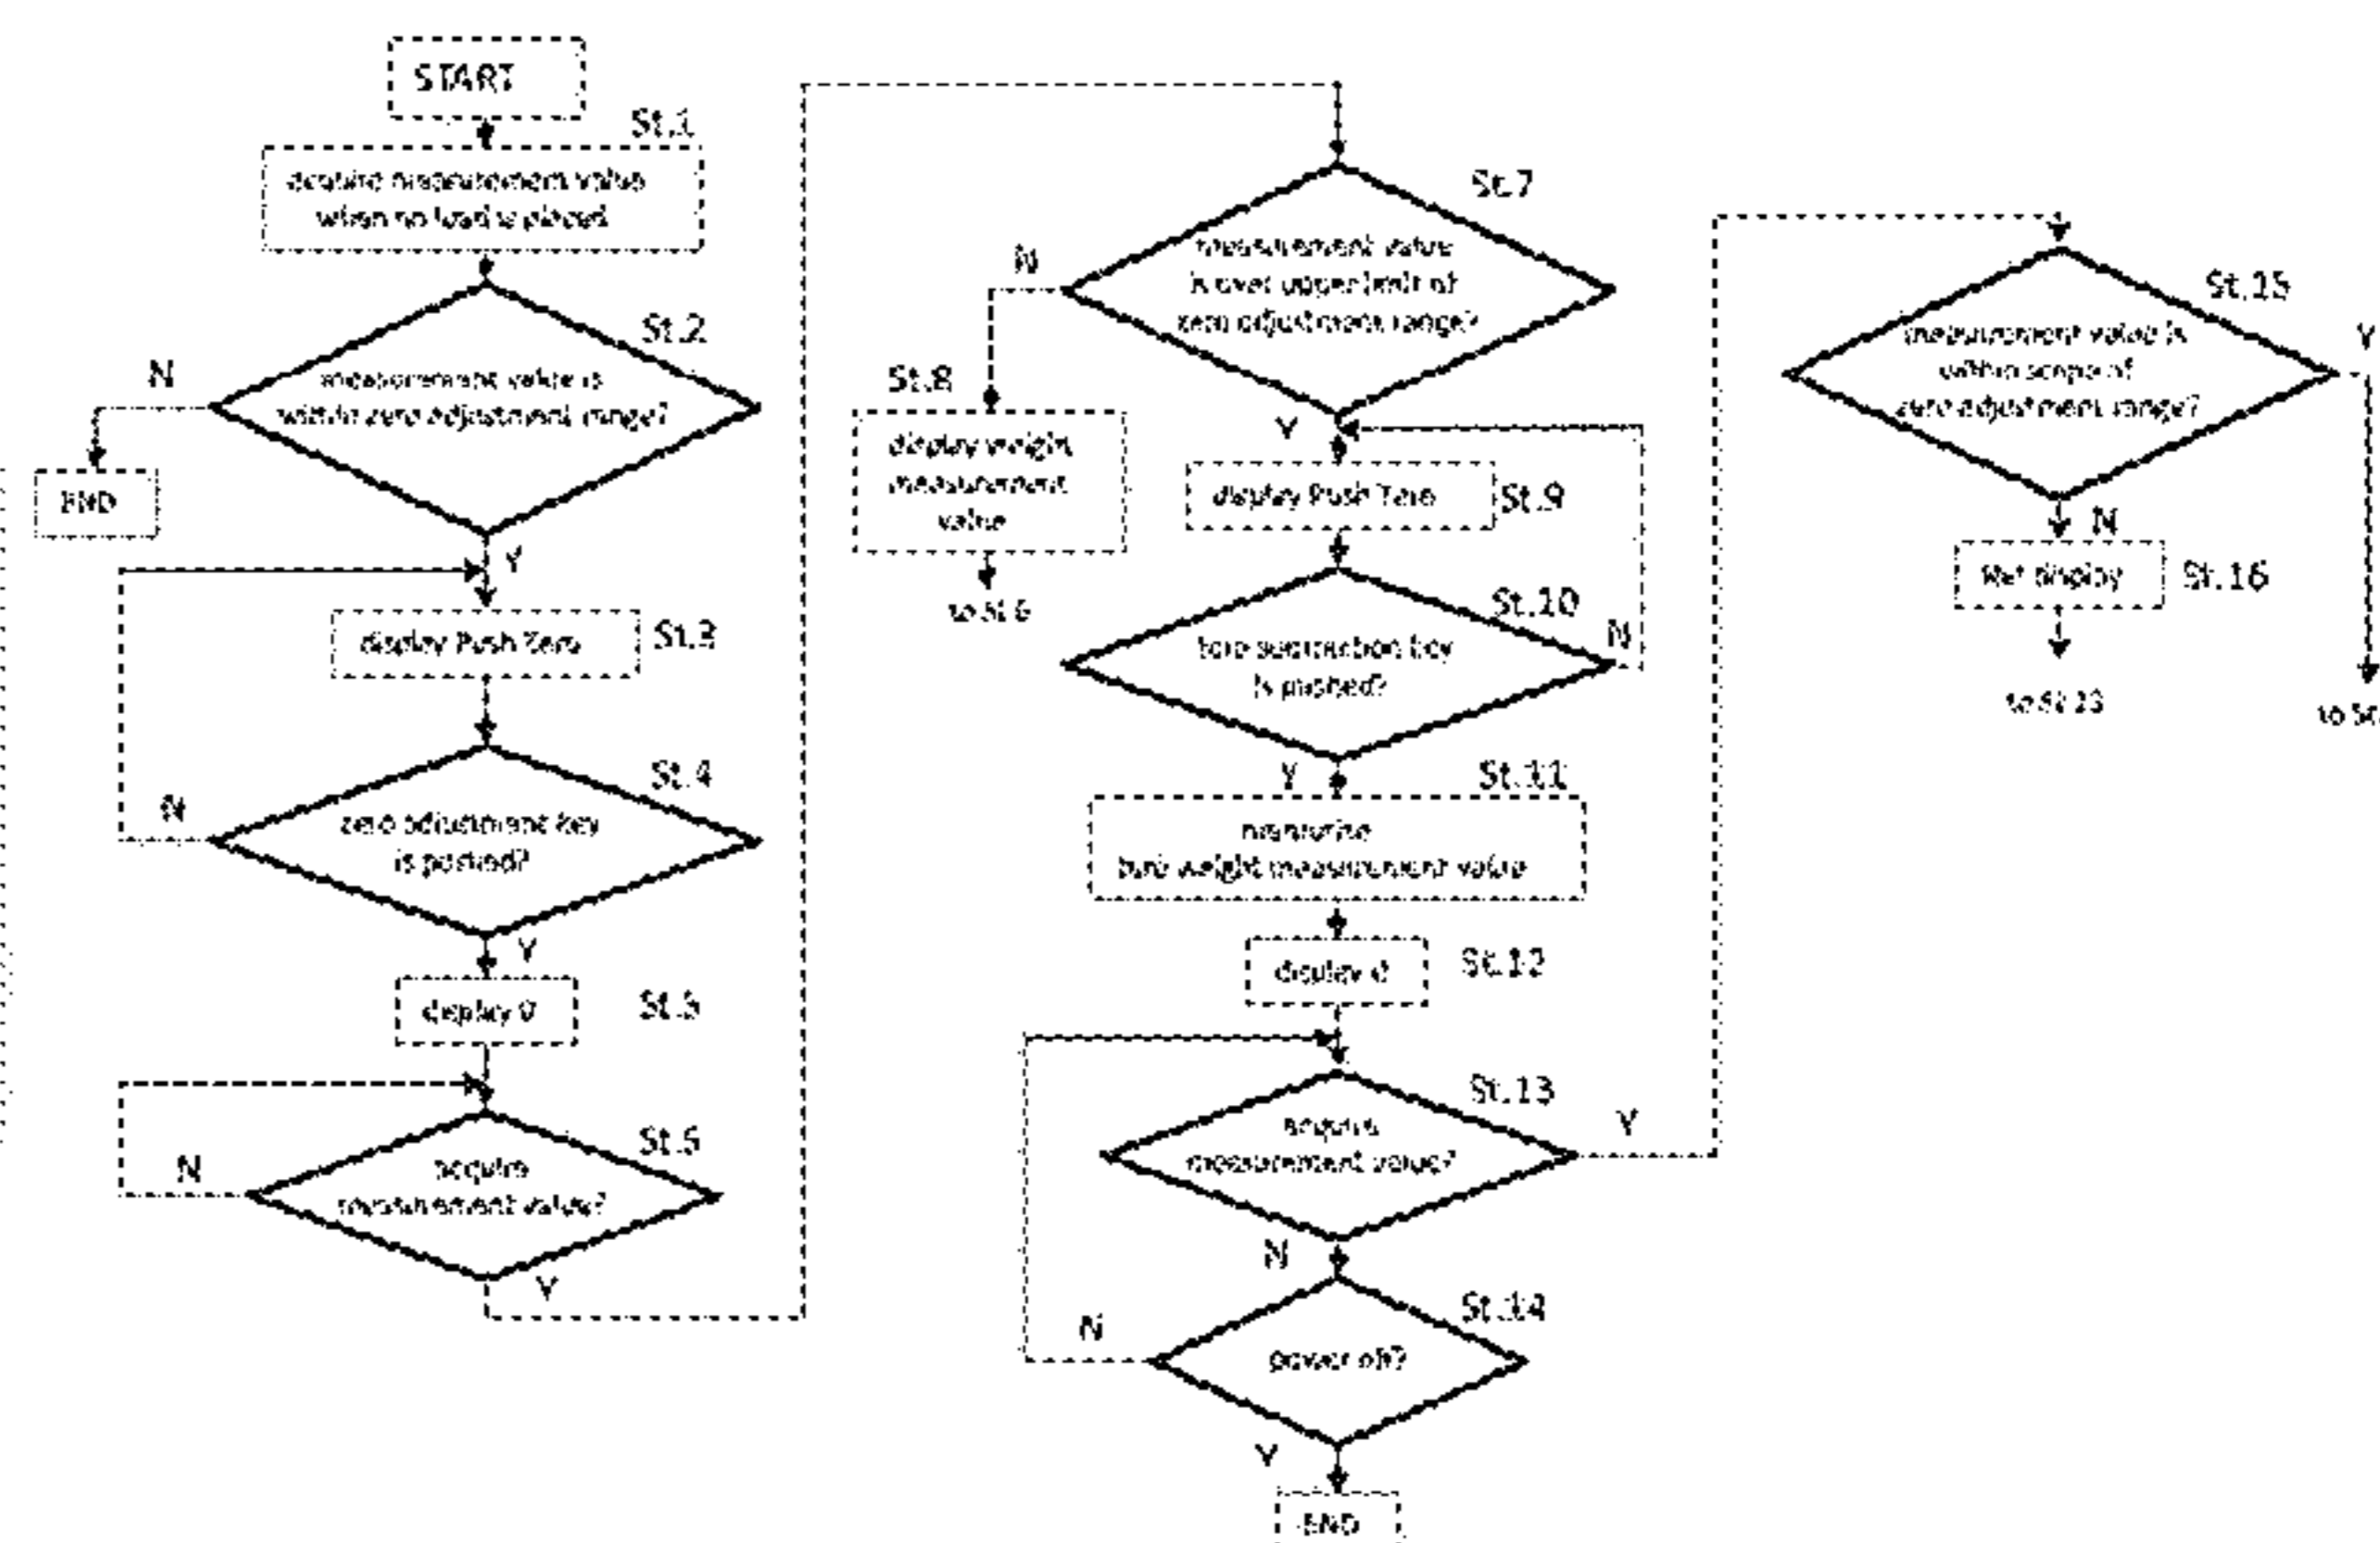 START
St.1
acquire measurement value
when no load is placed
St.2
N
measurement value is
within zero adjustment range?
END
Y
display Push Zero
St.3
St.4
N
zero adjustment key
is pushed?
Y
display 0
St.5
N
acquire
measurement value?
Y
St.7
N
measurement value
is over upper limit of
zero adjustment range?
St.8
display weight
measurement
value
to St 6
Y
display Push Zero
St.9
St.10
N
tare subtraction key
is pushed?
Y
St.11
memorize
tare weight measurement value
display 0
St.12
St.13
acquire
measurement value?
Y
N
St.14
N
power off?
Y
END
St.15
measurement value is
within scope of
zero adjustment range?
Y
N
Net display
St.16
to St 13
to